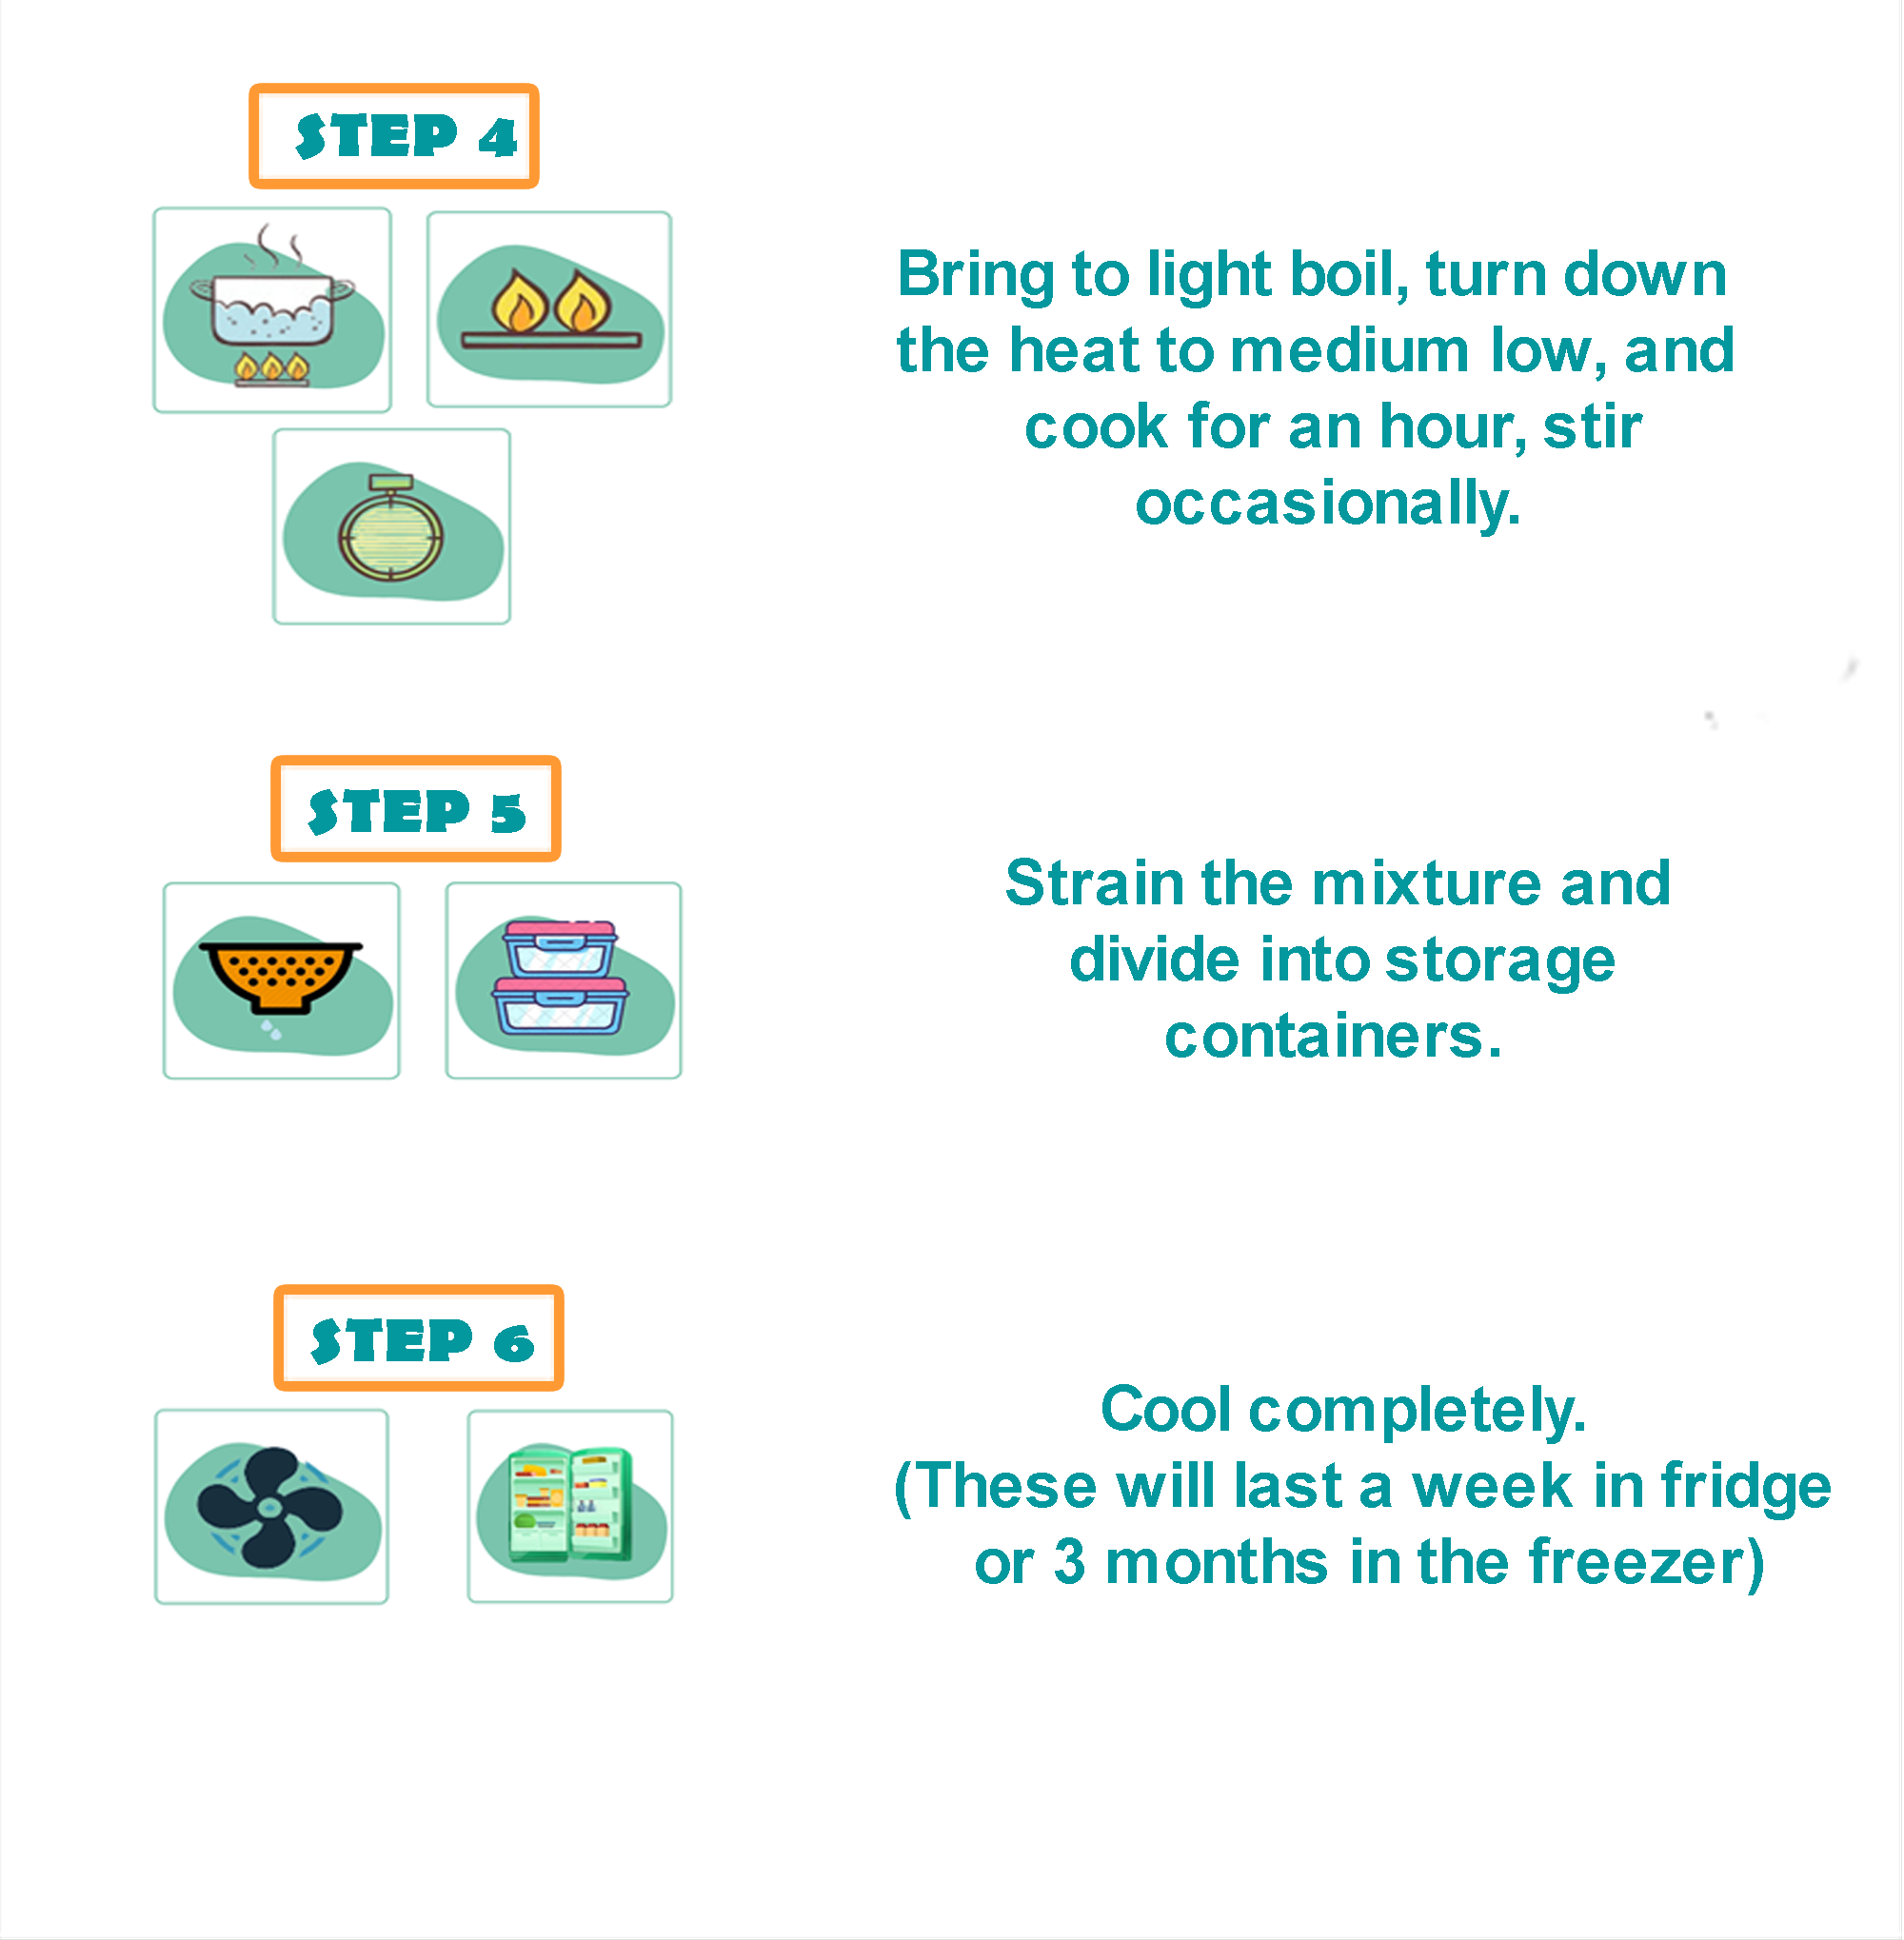 STEP 4
Bring to light boil, turn down
the heat to medium low, and
cook for an hour, stir
occasionally.
STEP 5
Strain the mixture and
divide into storage
containers.
STEP 6
Cool completely.
(These will last a week in fridge
or 3 months in the freezer)